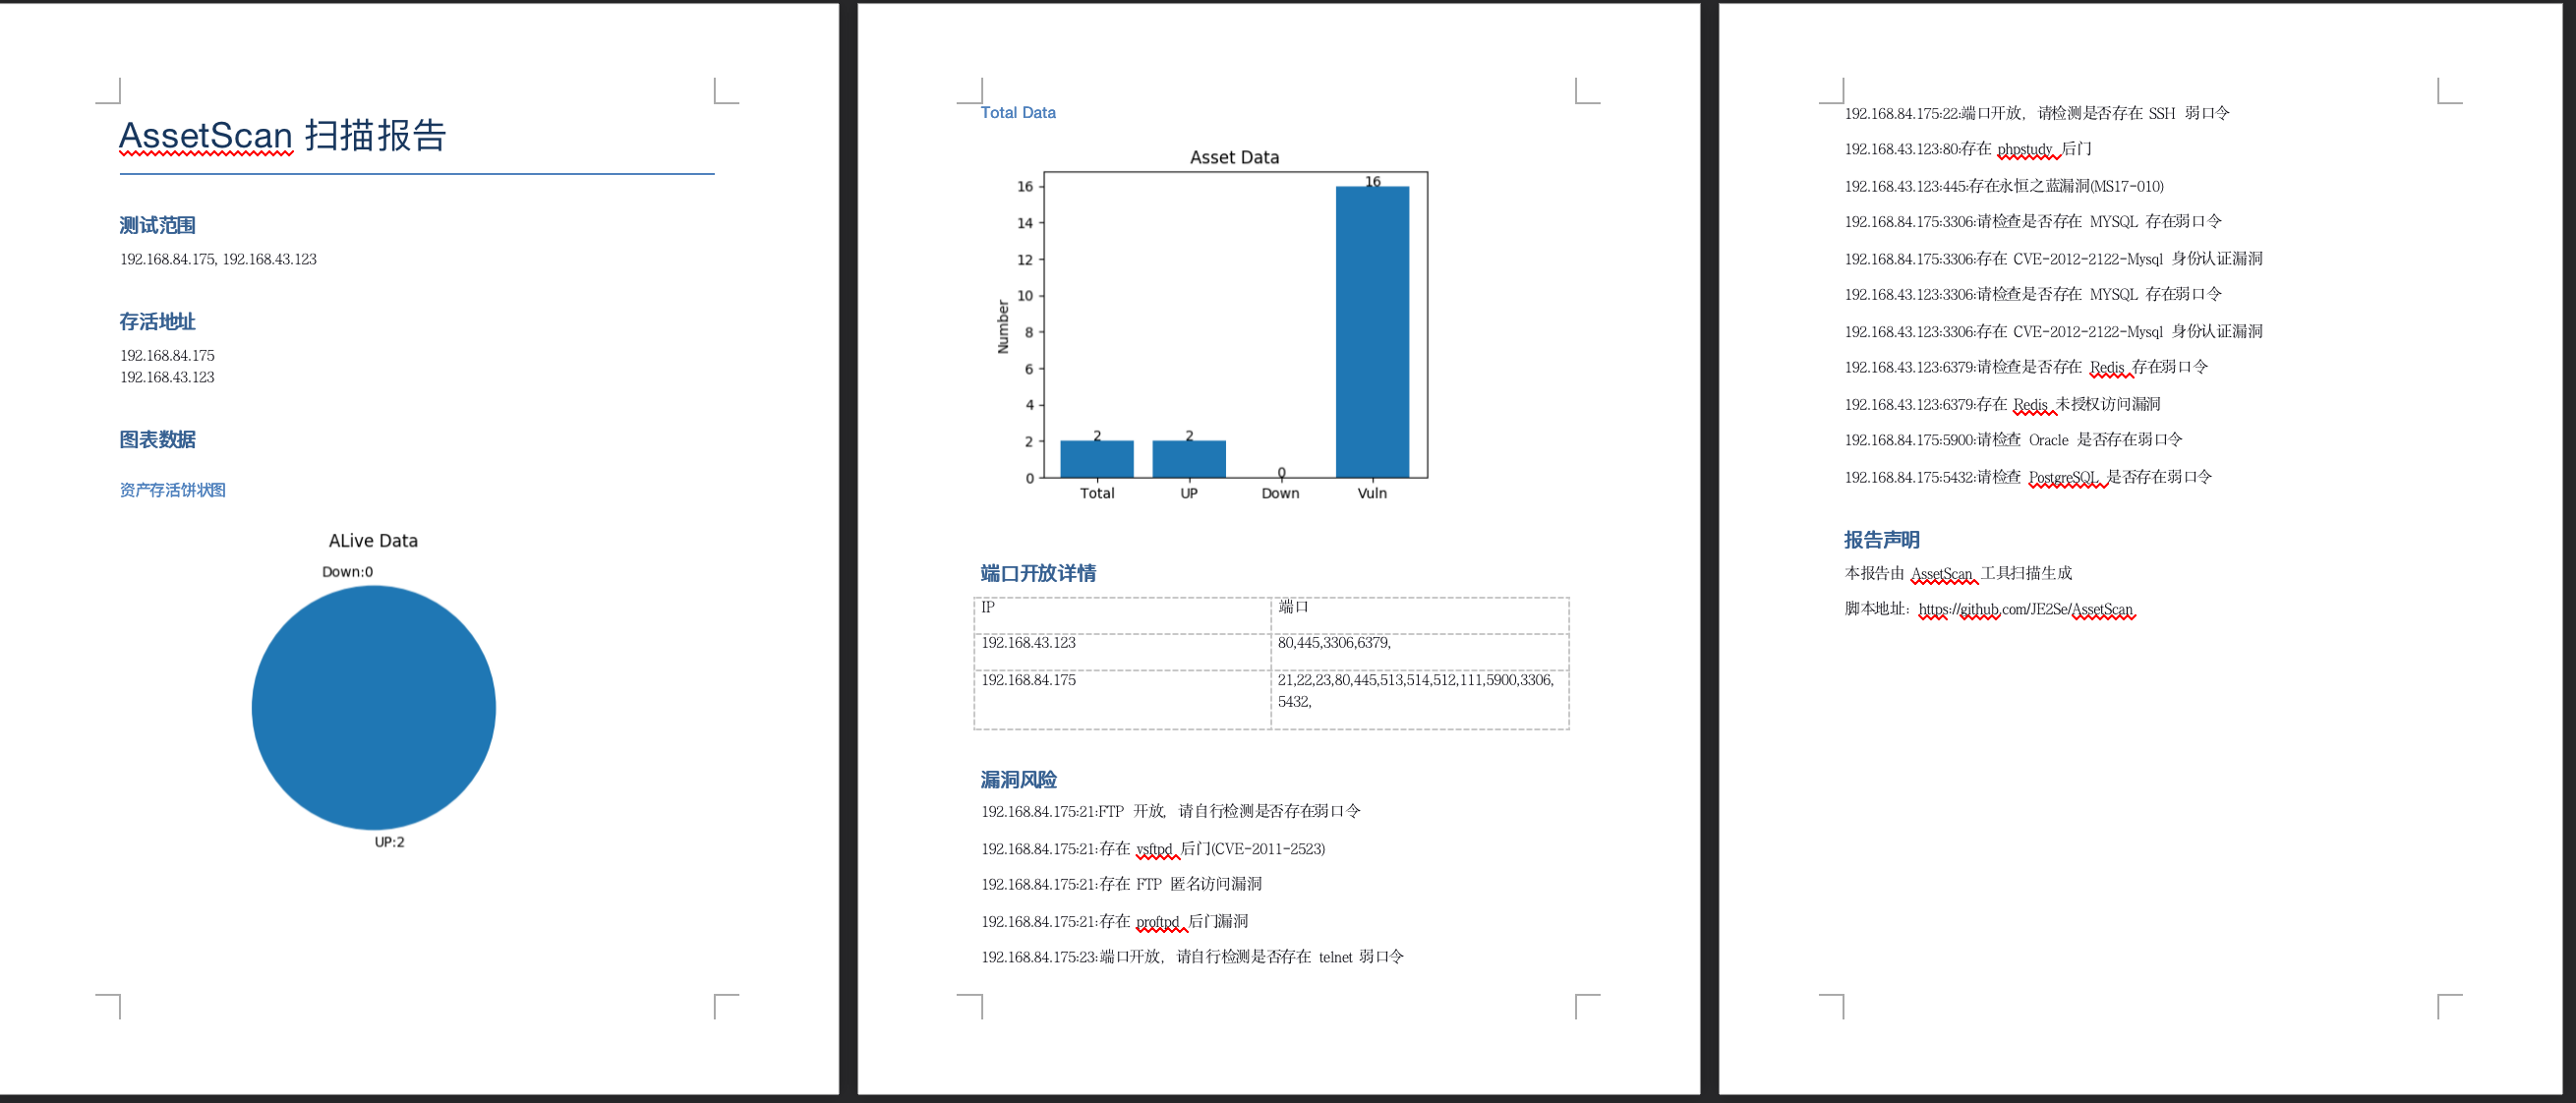 AssetScan 扫描报告
测试范围
192.168.84.175, 192.168.43.123
存活地址
192.168.84.175
192.168.43.123
图表数据
资产存活饼状图
ALive Data
Down:0
UP:2
Total Data
Asset Data
16
16
14
12
10
8
6
4
2
0
Number
2
2
0
Total
UP
Down
Vuln
端口开放详情
IP 端口
192.168.43.123 80,445,3306,6379,
192.168.84.175 21,22,23,80,445,513,514,512,111,5900,3306,
5432,
漏洞风险
192.168.84.175:21:FTP 开放，请自行检测是否存在弱口令
192.168.84.175:21:存在 vsftpd 后门(CVE-2011-2523)
192.168.84.175:21:存在 FTP 匿名访问漏洞
192.168.84.175:21:存在 proftpd 后门漏洞
192.168.84.175:23:端口开放，请自行检测是否存在 telnet 弱口令
192.168.84.175:22:端口开放，请检测是否存在 SSH 弱口令
192.168.43.123:80:存在 phpstudy 后门
192.168.43.123:445:存在永恒之蓝漏洞(MS17-010)
192.168.84.175:3306:请检查是否存在 MYSQL 存在弱口令
192.168.84.175:3306:存在 CVE-2012-2122-Mysql 身份认证漏洞
192.168.43.123:3306:请检查是否存在 MYSQL 存在弱口令
192.168.43.123:3306:存在 CVE-2012-2122-Mysql 身份认证漏洞
192.168.43.123:6379:请检查是否存在 Redis 存在弱口令
192.168.43.123:6379:存在 Redis 未授权访问漏洞
192.168.84.175:5900:请检查 Oracle 是否存在弱口令
192.168.84.175:5432:请检查 PostgreSQL 是否存在弱口令
报告声明
本报告由 AssetScan 工具扫描生成
脚本地址：https://github.com/JE2Se/AssetScan